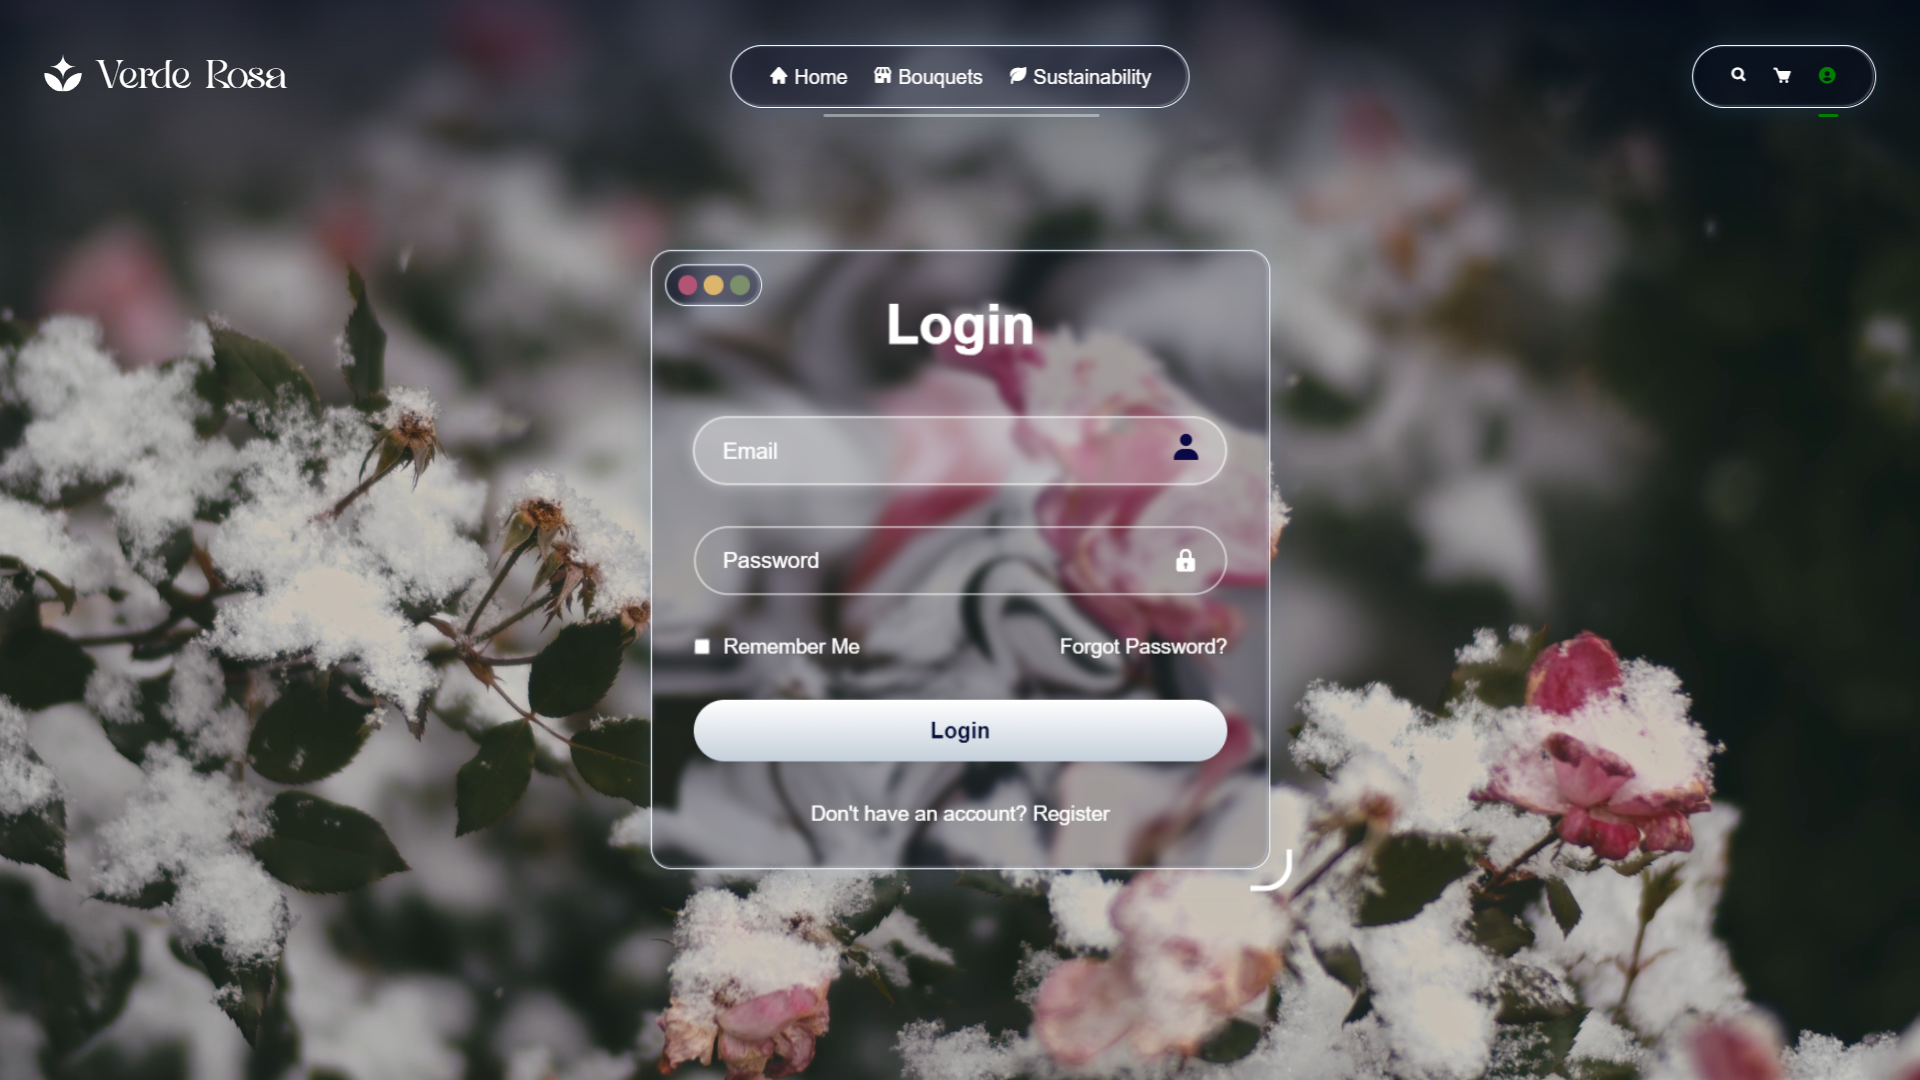 Verde Rosa
Home
Bouquets
Sustainability
Login
Email
Password
Remember Me
Forgot Password?
Login
Don't have an account? Register